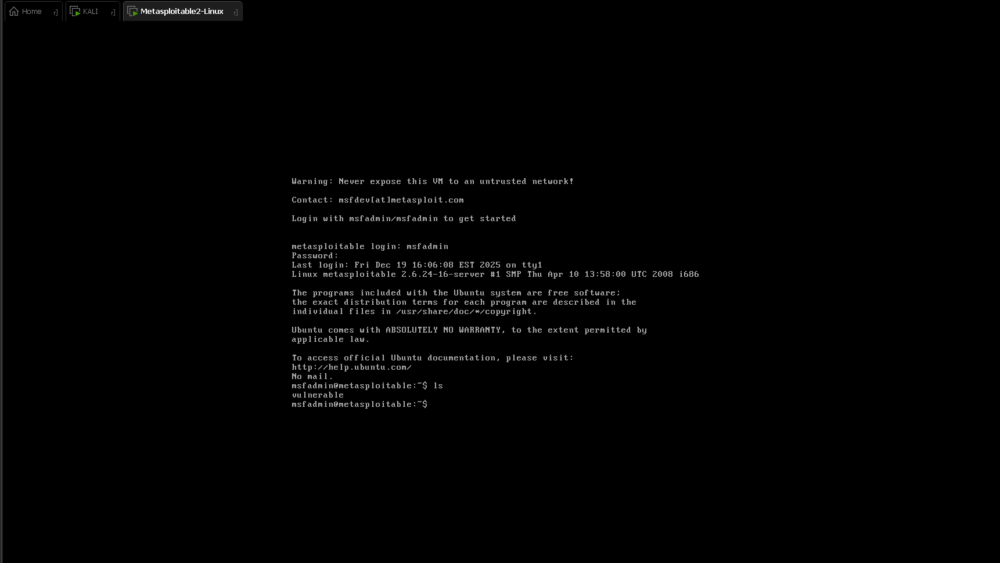 Home
KALI
Metasploitable2-Linux
Warning: Never expose this VM to an untrusted network!
Contact: msfdev[at]metasploit.com
Login with msfadmin/msfadmin to get started
metasploitable login: msfadmin
Password:
Last login: Fri Dec 19 16:06:08 EST 2025 on tty1
Linux metasploitable 2.6.24-16-server #1 SMP Thu Apr 10 13:58:00 UTC 2008 i686
The programs included with the Ubuntu system are free software;
the exact distribution terms for each program are described in the
individual files in /usr/share/doc/*/copyright.
Ubuntu comes with ABSOLUTELY NO WARRANTY, to the extent permitted by
applicable law.
To access official Ubuntu documentation, please visit:
http://help.ubuntu.com/
No mail.
msfadmin@metasploitable:~$ ls
vulnerable
msfadmin@metasploitable:~$